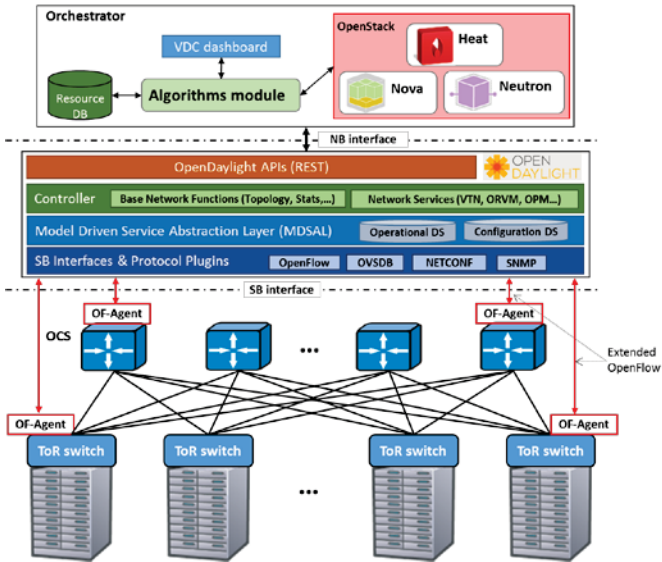 Orchestrator
OpenStack
VDC dashboard
Heat
Resource DB
Algorithms module
Nova
Neutron
NB interface
OpenDaylight APIs (REST)
OPEN
DAYLIGHT
Controller
Base Network Functions (Topology, Stats,...)
Network Services (VTN, ORVM, OPM...)
Model Driven Service Abstraction Layer (MDSAL)
Operational DS
Configuration DS
SB Interfaces & Protocol Plugins
OpenFlow
OVSDB
NETCONF
SNMP
SB interface
OF-Agent
OF-Agent
OCS
...
Extended
OpenFlow
OF-Agent
OF-Agent
ToR switch
ToR switch
ToR switch
ToR switch
...